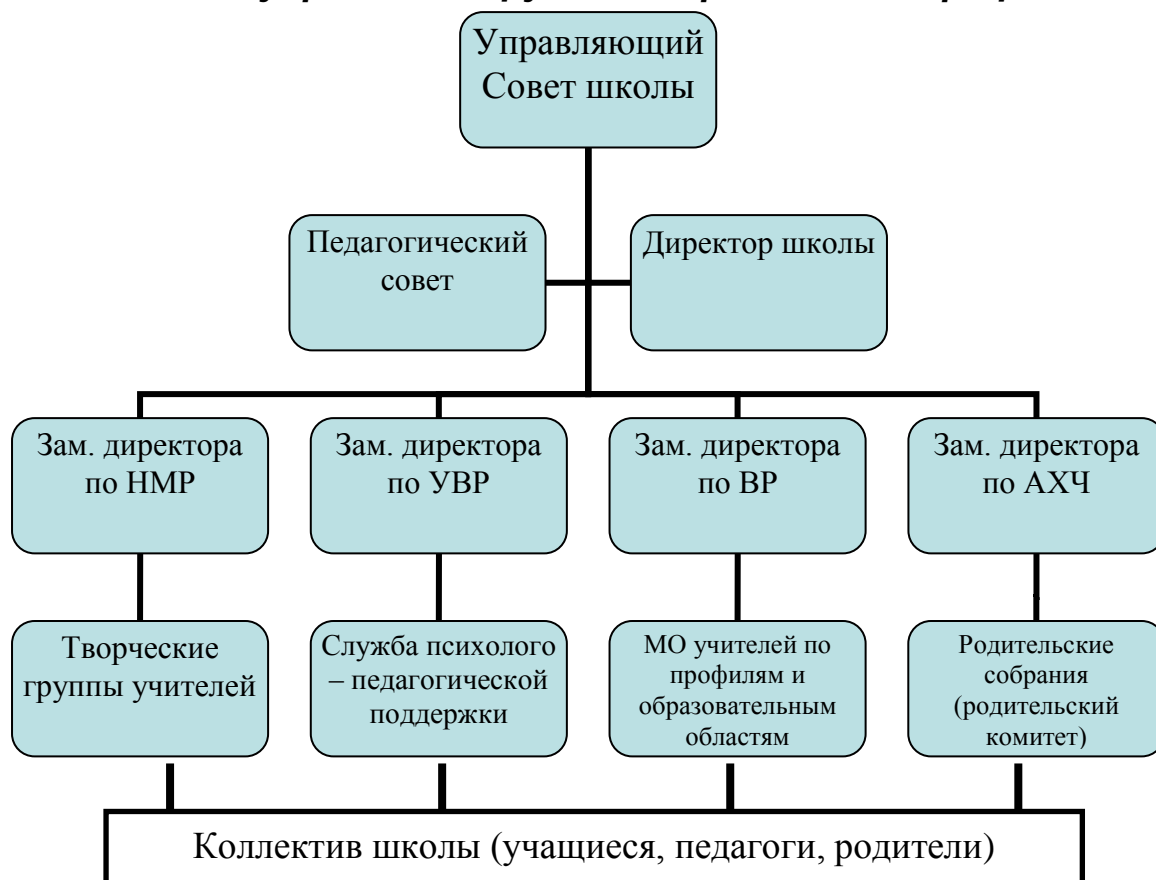 Управляющий
Совет школы
Педагогический
совет
Директор школы
Зам. директора
по НМР
Зам. директора
по УВР
Зам. директора
по ВР
Зам. директора
по АХЧ
Творческие
группы учителей
Служба психолого
– педагогической
поддержки
МО учителей по
профилям и
образовательным
областям
Родительские
собрания
(родительский
комитет)
Коллектив школы (учащиеся, педагоги, родители)